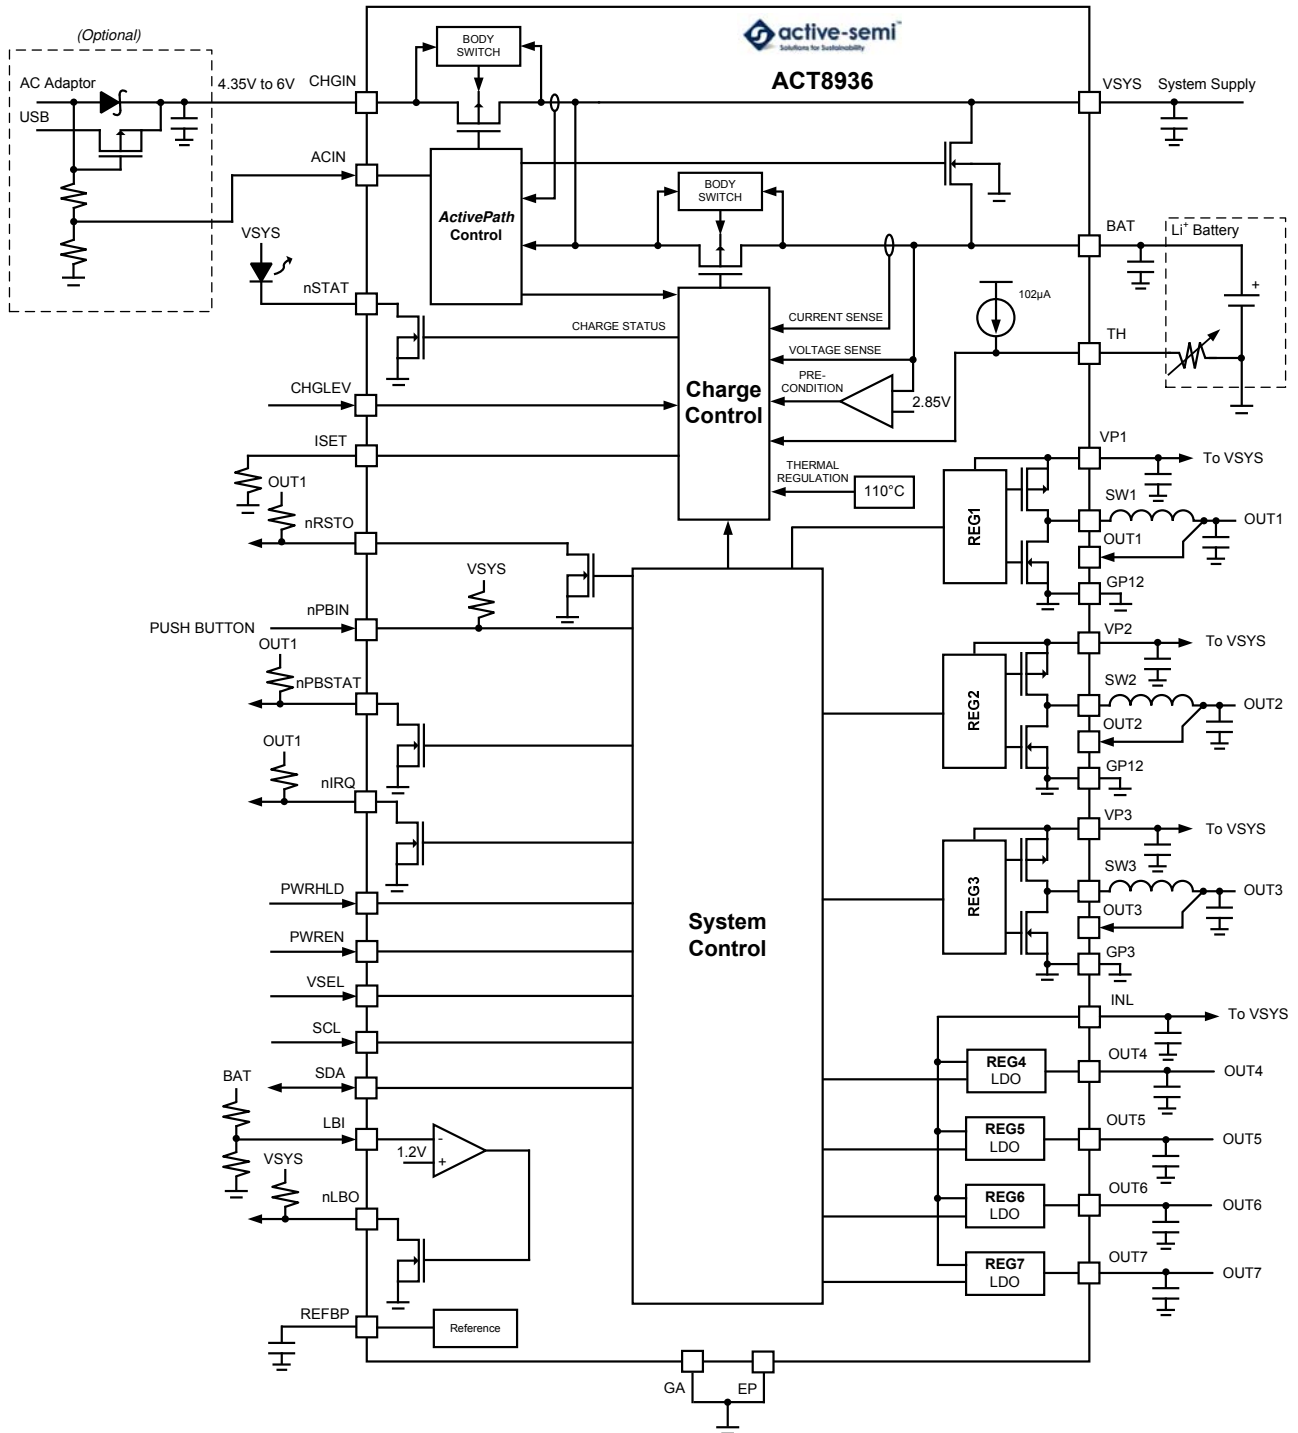 active-semi™
Solutions for Sustainability
ACT8936
(Optional)
AC Adaptor
USB
4.35V to 6V
CHGIN
BODY
SWITCH
VSYS
System Supply
ACIN
ActivePath
Control
BODY
SWITCH
VSYS
nSTAT
CHARGE STATUS
BAT
Li+ Battery
+
102µA
CURRENT SENSE
VOLTAGE SENSE
PRE-
CONDITION
2.85V
TH
Charge
Control
CHGLEV
ISET
THERMAL
REGULATION
110°C
OUT1
nRSTO
VSYS
nPBIN
PUSH BUTTON
OUT1
nPBSTAT
OUT1
nIRQ
PWRHLD
PWREN
VSEL
SCL
SDA
BAT
LBI
1.2V
-
+
VSYS
nLBO
REFBP
Reference
System
Control
VP1
To VSYS
REG1
SW1
OUT1
OUT1
GP12
VP2
To VSYS
REG2
SW2
OUT2
OUT2
GP12
VP3
To VSYS
REG3
SW3
OUT3
OUT3
GP3
INL
To VSYS
REG4
LDO
OUT4
OUT4
REG5
LDO
OUT5
OUT5
REG6
LDO
OUT6
OUT6
REG7
LDO
OUT7
OUT7
GA
EP